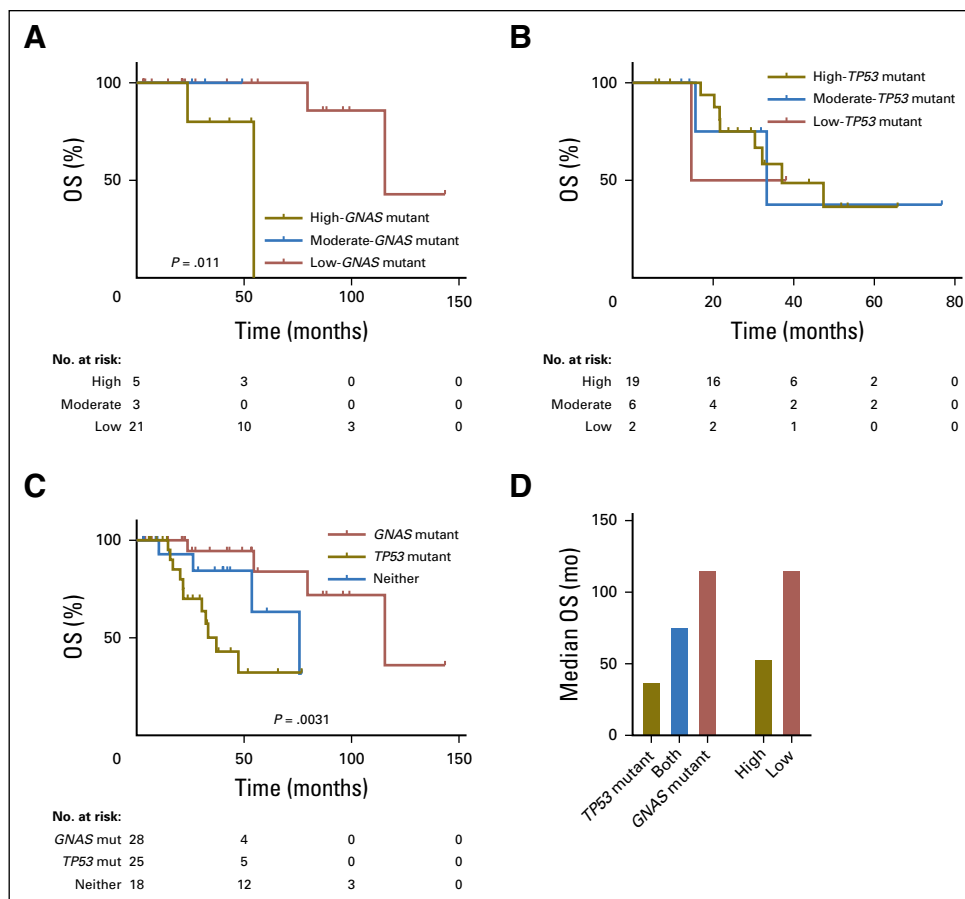 A
100
50
0
OS (%)
High-GNAS mutant
Moderate-GNAS mutant
Low-GNAS mutant
P = .011
50
100
150
Time (months)
No. at risk:
High 5 3 0 0
Moderate 3 0 0 0
Low 21 10 3 0
B
100
50
0
OS (%)
High-TP53 mutant
Moderate-TP53 mutant
Low-TP53 mutant
20
40
60
80
Time (months)
No. at risk:
High 19 16 6 2 0
Moderate 6 4 2 2 0
Low 2 2 1 0 0
C
100
50
0
OS (%)
GNAS mutant
TP53 mutant
Neither
P = .0031
50
100
150
Time (months)
No. at risk:
GNAS mut 28 4 0 0
TP53 mut 25 5 0 0
Neither 18 12 3 0
D
150
100
50
0
Median OS (mo)
TP53 mutant
Both
GNAS mutant
High
Low